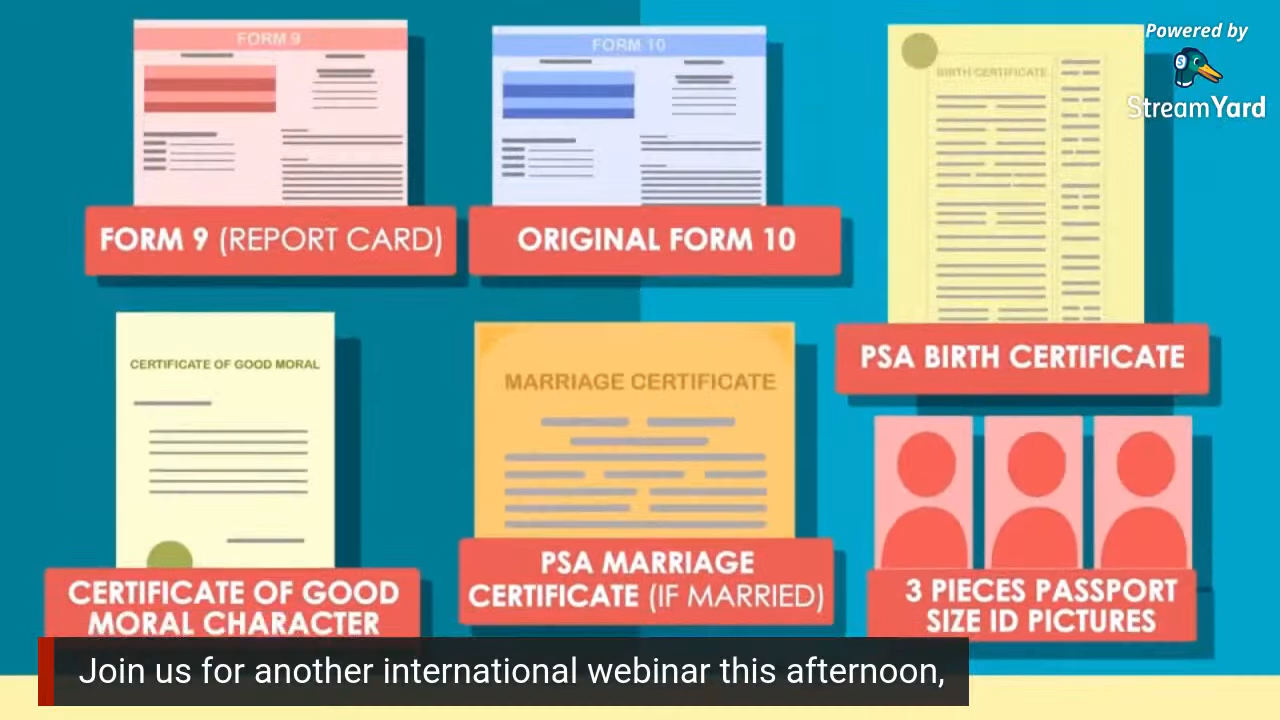 FORM 9
FORM 10
BIRTH CERTIFICATE
Powered by
S
StreamYard
FORM 9 (REPORT CARD)
ORIGINAL FORM 10
PSA BIRTH CERTIFICATE
CERTIFICATE OF GOOD MORAL
MARRIAGE CERTIFICATE
CERTIFICATE OF GOOD
MORAL CHARACTER
PSA MARRIAGE
CERTIFICATE (IF MARRIED)
3 PIECES PASSPORT
SIZE ID PICTURES
Join us for another international webinar this afternoon,